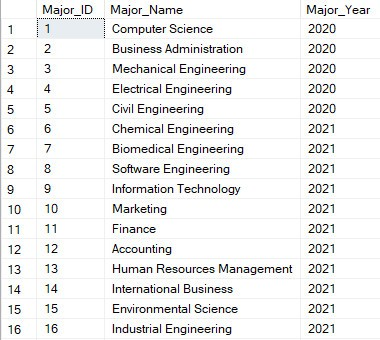 Major_ID Major_Name Major_Year
1 1 Computer Science 2020
2 2 Business Administration 2020
3 3 Mechanical Engineering 2020
4 4 Electrical Engineering 2020
5 5 Civil Engineering 2020
6 6 Chemical Engineering 2021
7 7 Biomedical Engineering 2021
8 8 Software Engineering 2021
9 9 Information Technology 2021
10 10 Marketing 2021
11 11 Finance 2021
12 12 Accounting 2021
13 13 Human Resources Management 2021
14 14 International Business 2021
15 15 Environmental Science 2021
16 16 Industrial Engineering 2021